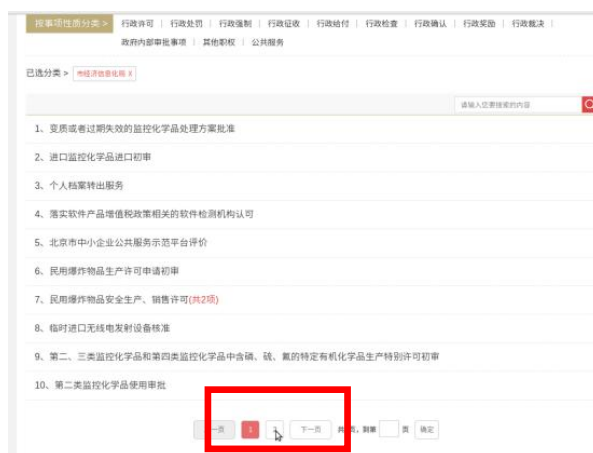 按事项性质分类 > 行政许可 | 行政处罚 | 行政强制 | 行政征收 | 行政给付 | 行政检查 | 行政确认 | 行政奖励 | 行政裁决 |
政府内部审批事项 | 其他职权 | 公共服务
已选分类 > 市经济信息化局 X
请输入您要搜索的内容
1、变质或者过期失效的监控化学品处理方案批准
2、进口监控化学品进口初审
3、个人档案转出服务
4、落实软件产品增值税政策相关的软件检测机构认可
5、北京市中小企业公共服务示范平台评价
6、民用爆炸物品生产许可申请初审
7、民用爆炸物品安全生产、销售许可(共2项)
8、临时进口无线电发射设备核准
9、第二、三类监控化学品和第四类监控化学品中含磷、硫、氟的特定有机化学品生产特别许可初审
10、第二类监控化学品使用审批
一页 1 2 下一页 共 页，到第 页 确定